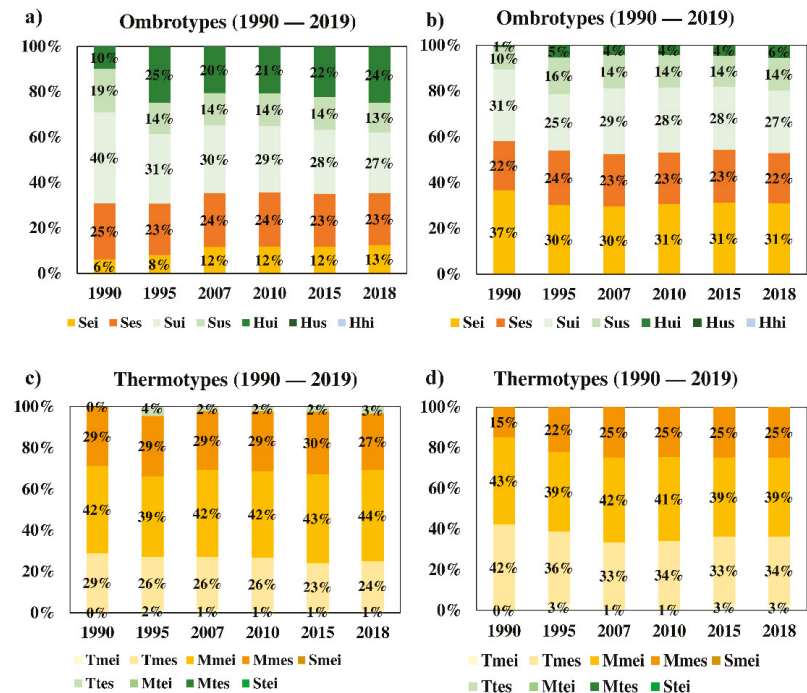 a)
Ombrotypes (1990 — 2019)
100%
80%
60%
40%
20%
0%
10% 25% 20% 21% 22% 24%
19% 14% 14% 14% 14% 13%
40% 31% 30% 29% 28% 27%
25% 23% 24% 24% 23% 23%
6% 8% 12% 12% 12% 13%
1990 1995 2007 2010 2015 2018
Sei Ses Sui Sus Hui Hus Hhi
b)
Ombrotypes (1990 — 2019)
100%
80%
60%
40%
20%
0%
1% 5% 4% 4% 4% 6%
10% 16% 14% 14% 14% 14%
31% 25% 29% 28% 28% 27%
22% 24% 23% 23% 23% 22%
37% 30% 30% 31% 31% 31%
1990 1995 2007 2010 2015 2018
Sei Ses Sui Sus Hui Hus Hhi
c)
Thermotypes (1990 — 2019)
100%
80%
60%
40%
20%
0%
0% 4% 2% 2% 2% 3%
29% 29% 29% 29% 30% 27%
42% 39% 42% 42% 43% 44%
29% 26% 26% 26% 23% 24%
0% 2% 1% 1% 1% 1%
1990 1995 2007 2010 2015 2018
Tmei Tmes Mmei Mmes Smei
Ttes Mtei Mtes Stei
d)
Thermotypes (1990 — 2019)
100%
80%
60%
40%
20%
0%
15% 22% 25% 25% 25% 25%
43% 39% 42% 41% 39% 39%
42% 36% 33% 34% 33% 34%
0% 3% 1% 1% 3% 3%
1990 1995 2007 2010 2015 2018
Tmei Tmes Mmei Mmes Smei
Ttes Mtei Mtes Stei